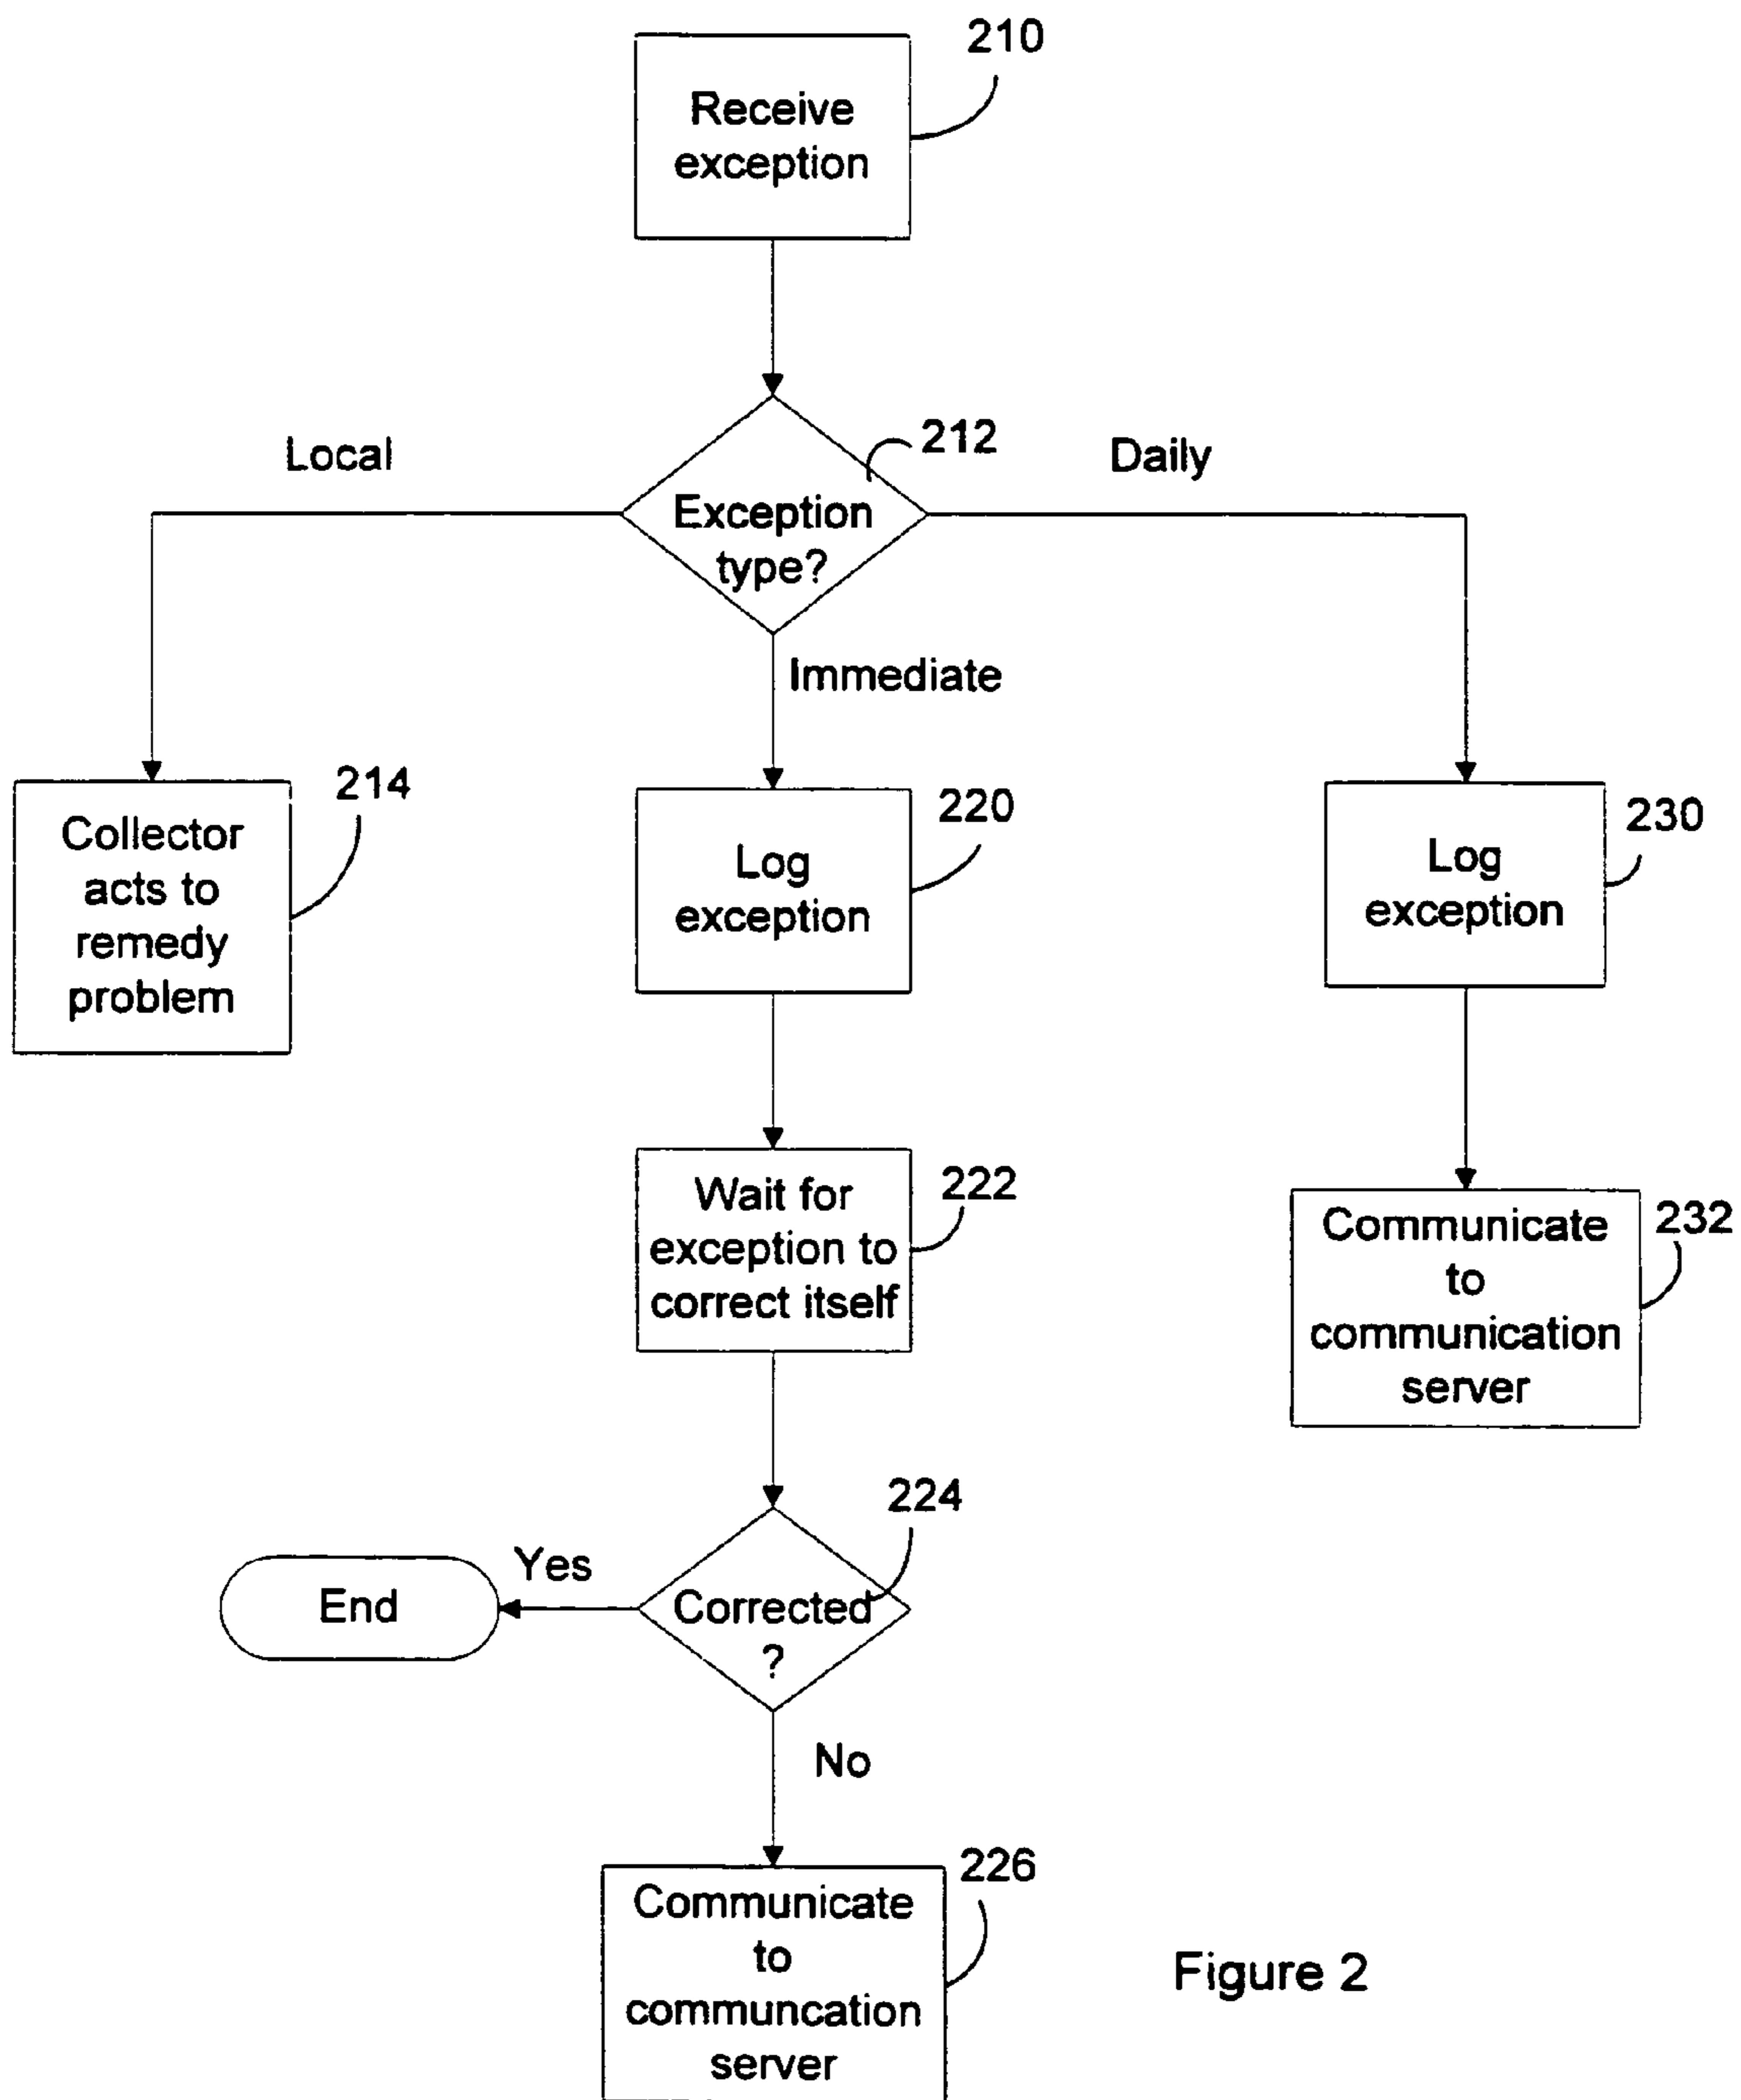 210
Receive
exception
212
Local
Daily
Exception
type?
Immediate
214
Collector
acts to
remedy
problem
220
Log
exception
230
Log
exception
222
Wait for
exception to
correct itself
232
Communicate
to
communication
server
224
Yes
End
Corrected
?
No
226
Communicate
to
communcation
server
Figure 2